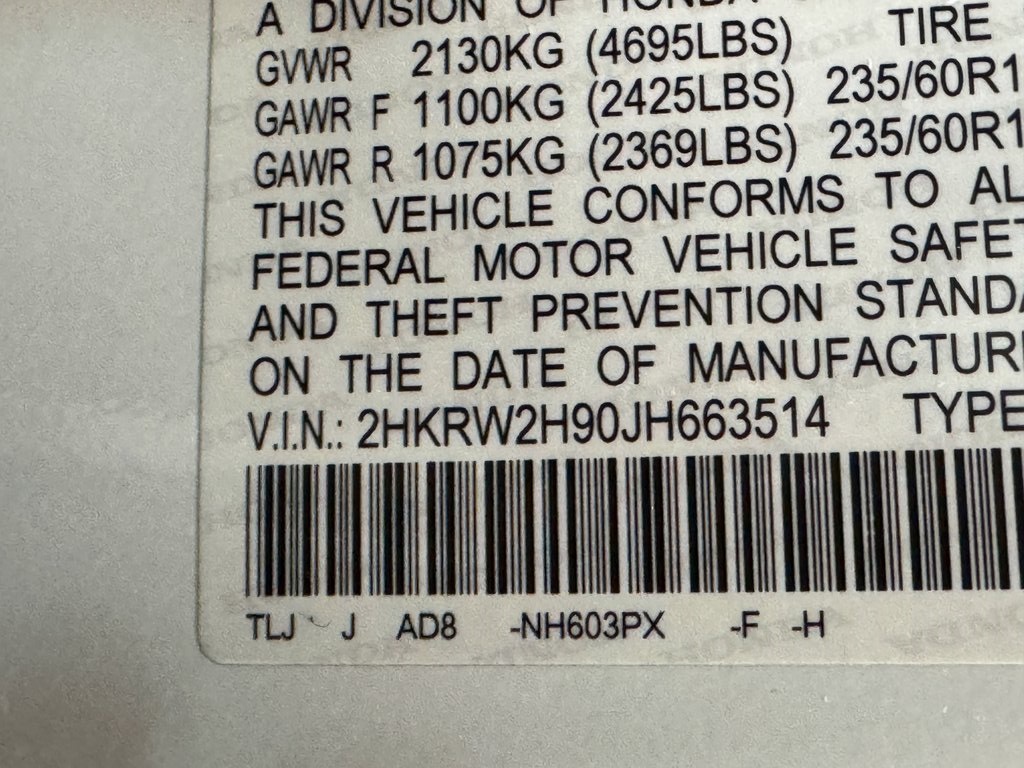 A DIVISION OF HONDA
GVWR 2130KG (4695LBS) TIRE
GAWR F 1100KG (2425LBS) 235/60R1
GAWR R 1075KG (2369LBS) 235/60R1
THIS VEHICLE CONFORMS TO AL
FEDERAL MOTOR VEHICLE SAFET
AND THEFT PREVENTION STANDA
ON THE DATE OF MANUFACTUR
V.I.N.: 2HKRW2H90JH663514 TYPE
TLJ J AD8 -NH603PX -F -H